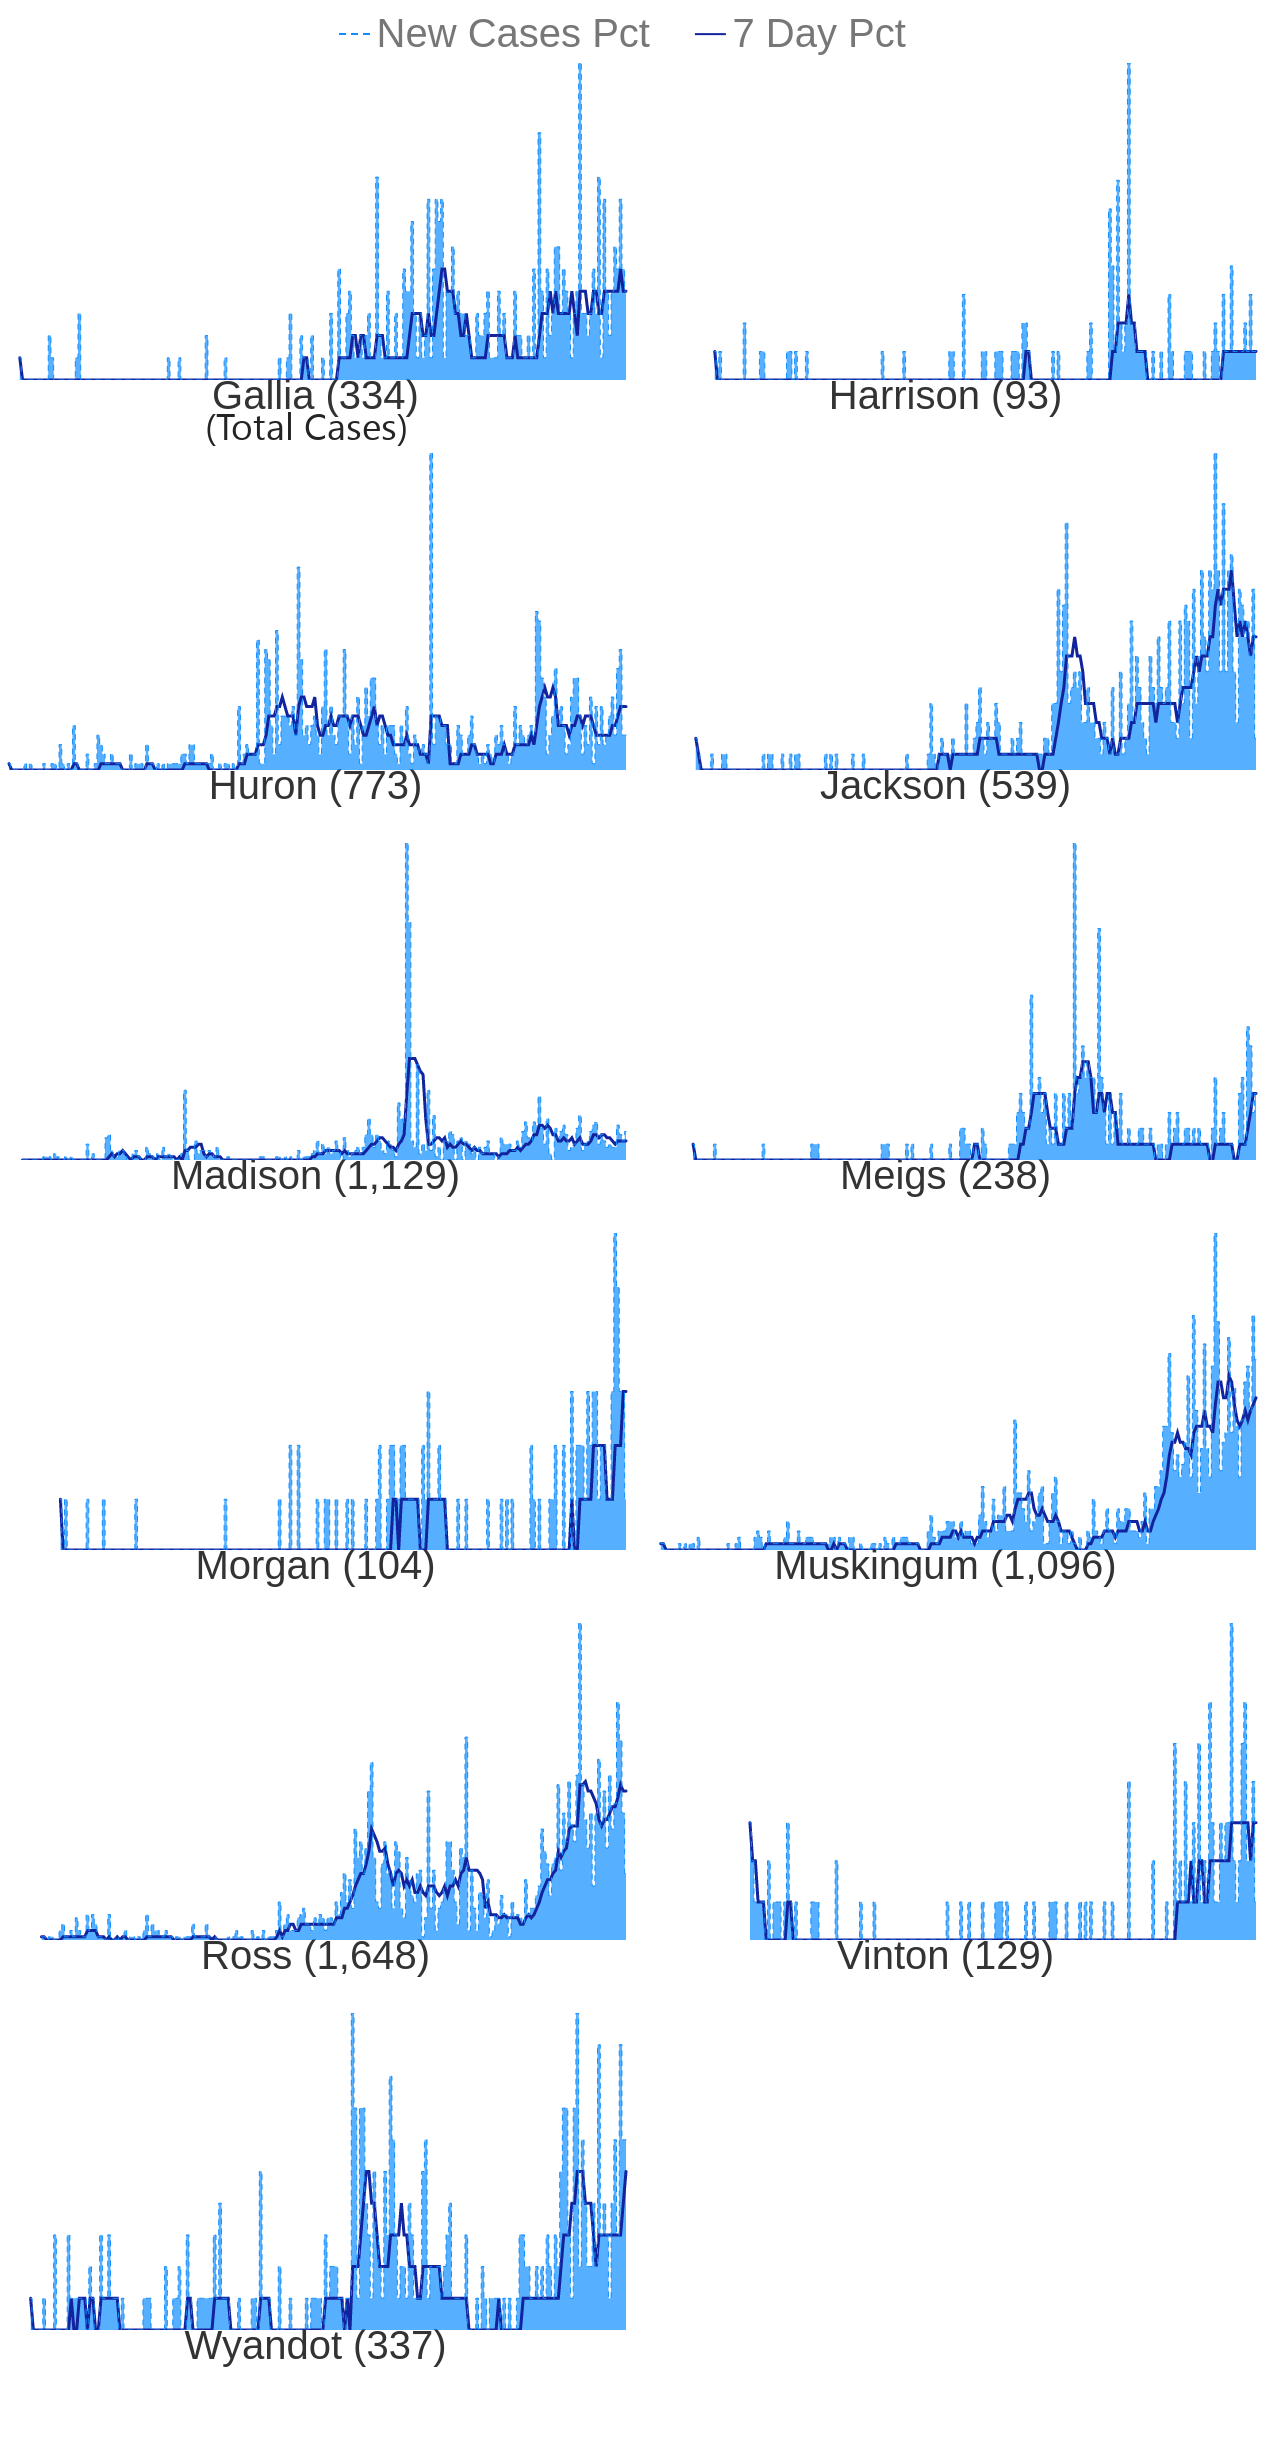 New Cases Pct 7 Day Pct
Gallia (334)
(Total Cases)
Harrison (93)
Huron (773)
Jackson (539)
Madison (1,129)
Meigs (238)
Morgan (104)
Muskingum (1,096)
Ross (1,648)
Vinton (129)
Wyandot (337)